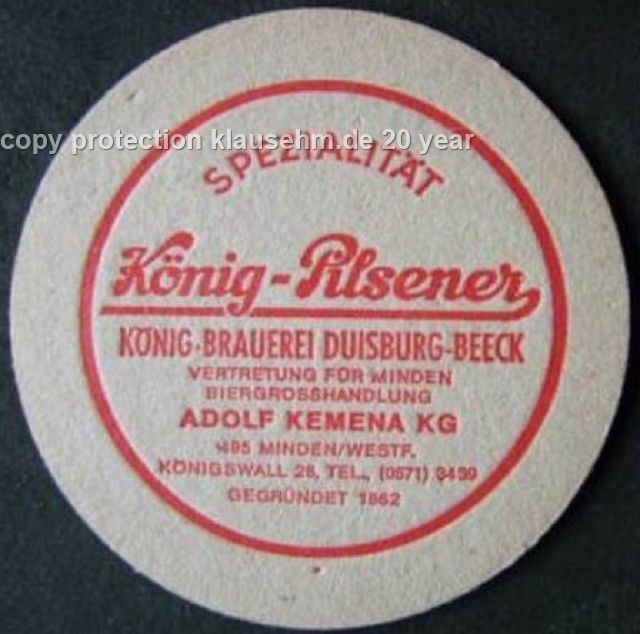 copy protection klausehm.de 20 year
SPEZIALITÄT
König-Pilsener
KÖNIG-BRAUEREI DUISBURG-BEECK
VERTRETUNG FÜR MINDEN
BIERGROSSHANDLUNG
ADOLF KEMENA KG
495 MINDEN/WESTF.
KÖNIGSWALL 28, TEL., (0571) 3439
GEGRÜNDET 1862